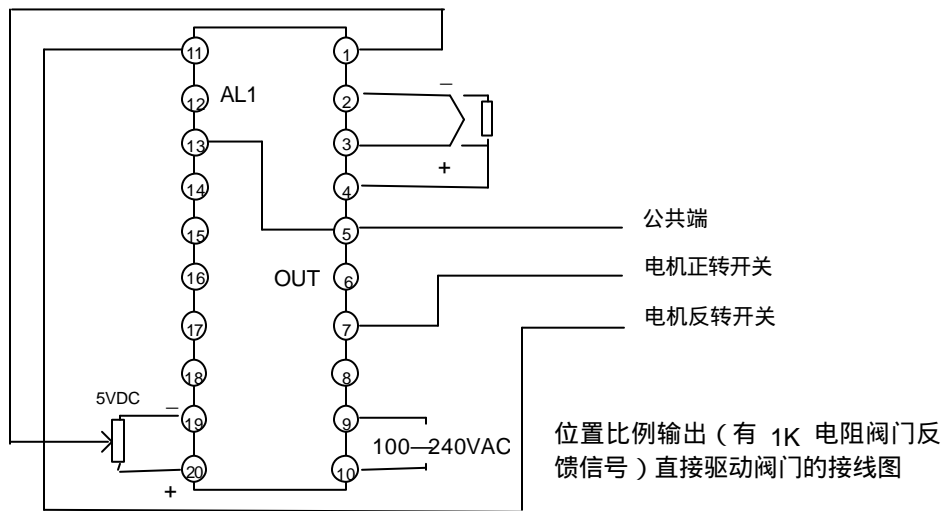 11 1
12 AL1 2 —
13 3
+
14 4
15 5 公共端
16 OUT 6 电机正转开关
17 7 电机反转开关
18 8
5VDC — 19 9
100—240VAC
+ 20 10
位置比例输出（有 1K 电阻阀门反
馈信号）直接驱动阀门的接线图